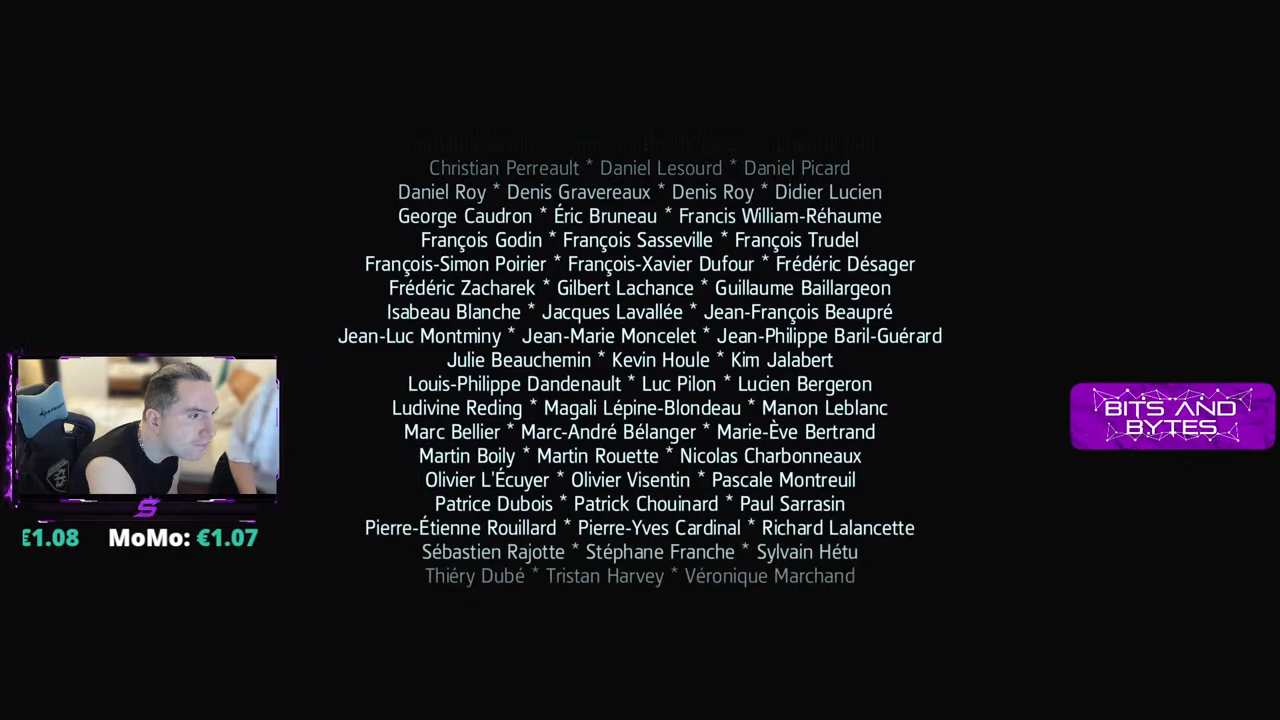 Christian Perreault * Daniel Lesourd * Daniel Picard
Daniel Roy * Denis Gravereaux * Denis Roy * Didier Lucien
George Caudron * Éric Bruneau * Francis William-Réhaume
François Godin * François Sasseville * François Trudel
François-Simon Poirier * François-Xavier Dufour * Frédéric Désager
Frédéric Zacharek * Gilbert Lachance * Guillaume Baillargeon
Isabeau Blanche * Jacques Lavallée * Jean-François Beaupré
Jean-Luc Montminy * Jean-Marie Moncelet * Jean-Philippe Baril-Guérard
Julie Beauchemin * Kevin Houle * Kim Jalabert
Louis-Philippe Dandenault * Luc Pilon * Lucien Bergeron
Ludivine Reding * Magali Lépine-Blondeau * Manon Leblanc
Marc Bellier * Marc-André Bélanger * Marie-Ève Bertrand
Martin Boily * Martin Rouette * Nicolas Charbonneaux
Olivier L'Écuyer * Olivier Visentin * Pascale Montreuil
Patrice Dubois * Patrick Chouinard * Paul Sarrasin
Pierre-Étienne Rouillard * Pierre-Yves Cardinal * Richard Lalancette
Sébastien Rajotte * Stéphane Franche * Sylvain Hétu
Thiéry Dubé * Tristan Harvey * Véronique Marchand
€1.08 MoMo: €1.07
BITS AND
BYTES